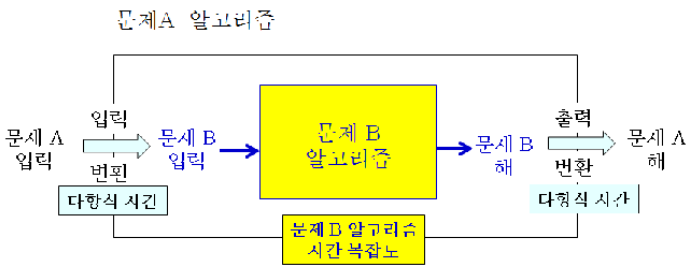 문제A 알고리즘
입력
출력
문제 A
입력
문제 B
입력
문제 B
알고리즘
문제 B
해
문제 A
해
변환
변환
다항식 시간
다항식 시간
문제 B 알고리즘
시간 복잡도